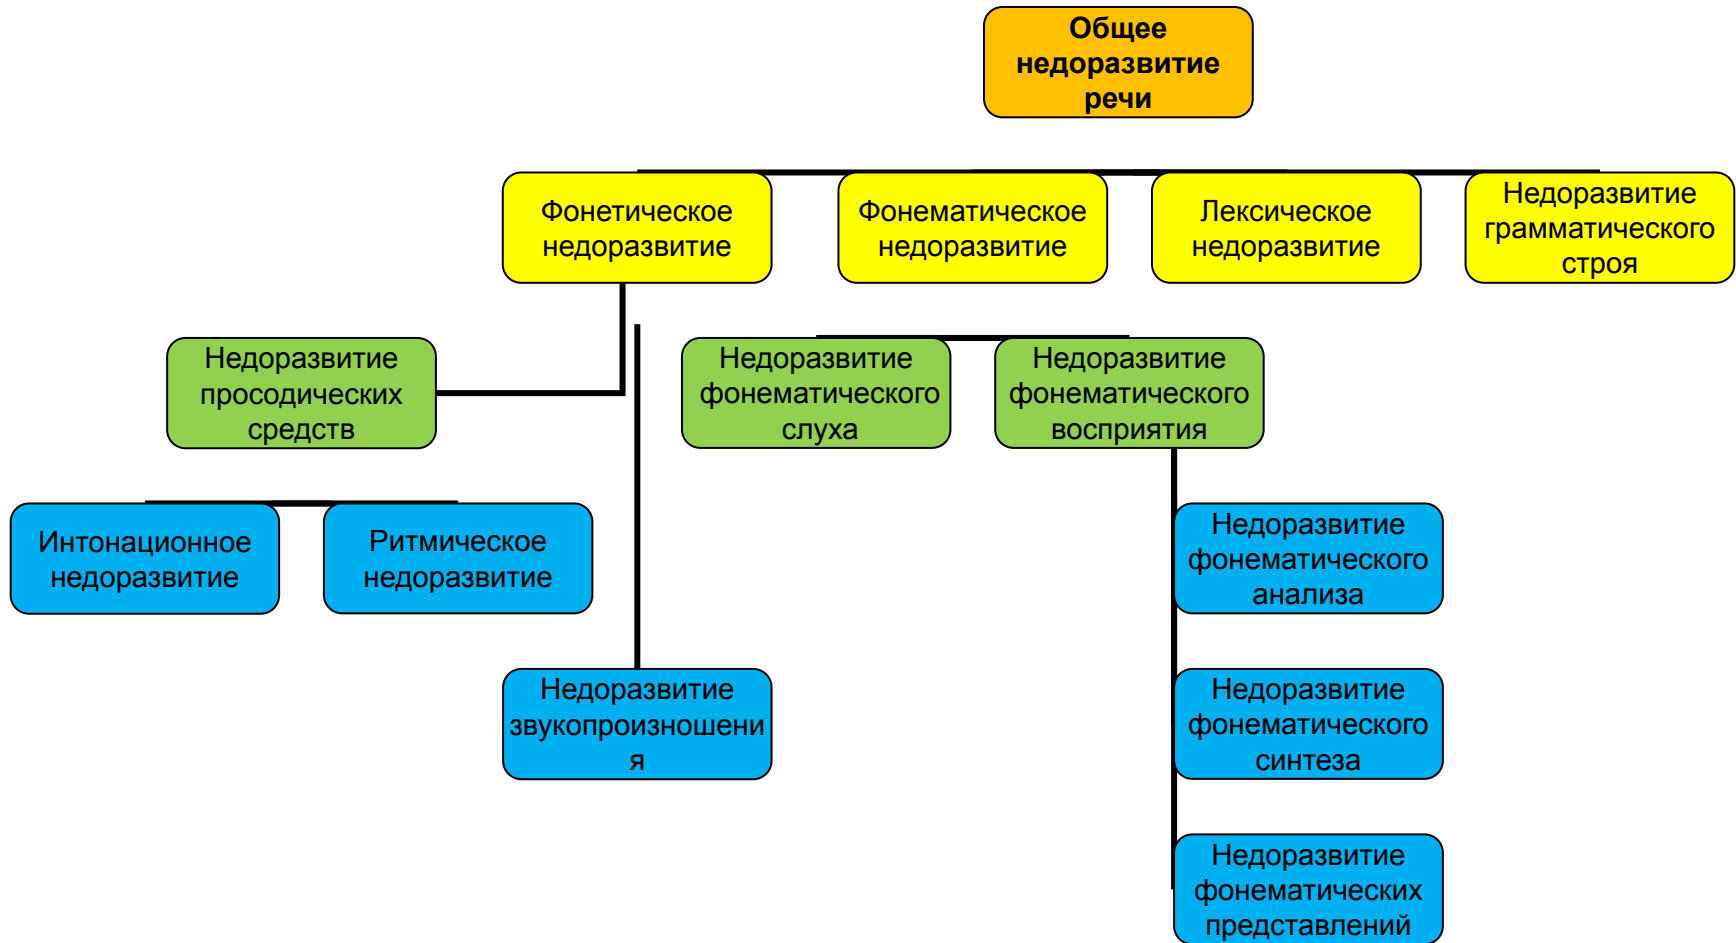 Общее
недоразвитие
речи
Фонетическое
недоразвитие
Фонематическое
недоразвитие
Лексическое
недоразвитие
Недоразвитие
грамматического
строя
Недоразвитие
просодических
средств
Недоразвитие
фонематического
слуха
Недоразвитие
фонематического
восприятия
Интонационное
недоразвитие
Ритмическое
недоразвитие
Недоразвитие
фонематического
анализа
Недоразвитие
звукопроизношени
я
Недоразвитие
фонематического
синтеза
Недоразвитие
фонематических
представлений